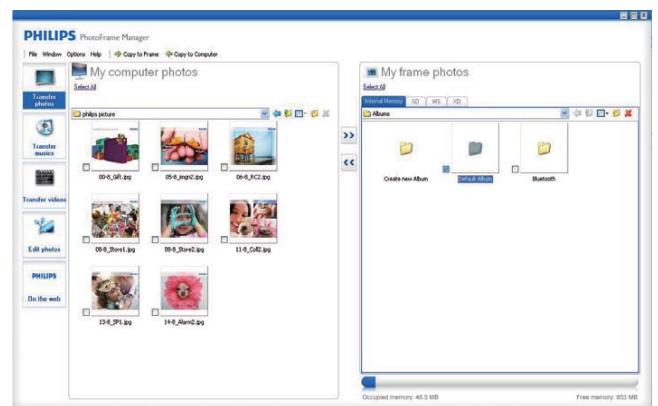 PHILIPS PhotoFrame Manager
File Window Options Help Copy to Frame Copy to Computer
Transfer photos
Transfer musics
Transfer videos
Edit photos
PHILIPS
On the web
My computer photos
Select All
philips picture
00-8_Gift.jpg
05-8_imgn2.jpg
06-8_RC2.jpg
08-8_Store1.jpg
08-8_Store2.jpg
11-8_Coll2.jpg
13-8_SP1.jpg
14-8_Alarm2.jpg
>>
<<
My frame photos
Select All
Internal Memory SD MS XD
Albums
Create new Album
Default Album
Bluetooth
Occupied memory: 46.5 MB
Free memory: 853 MB